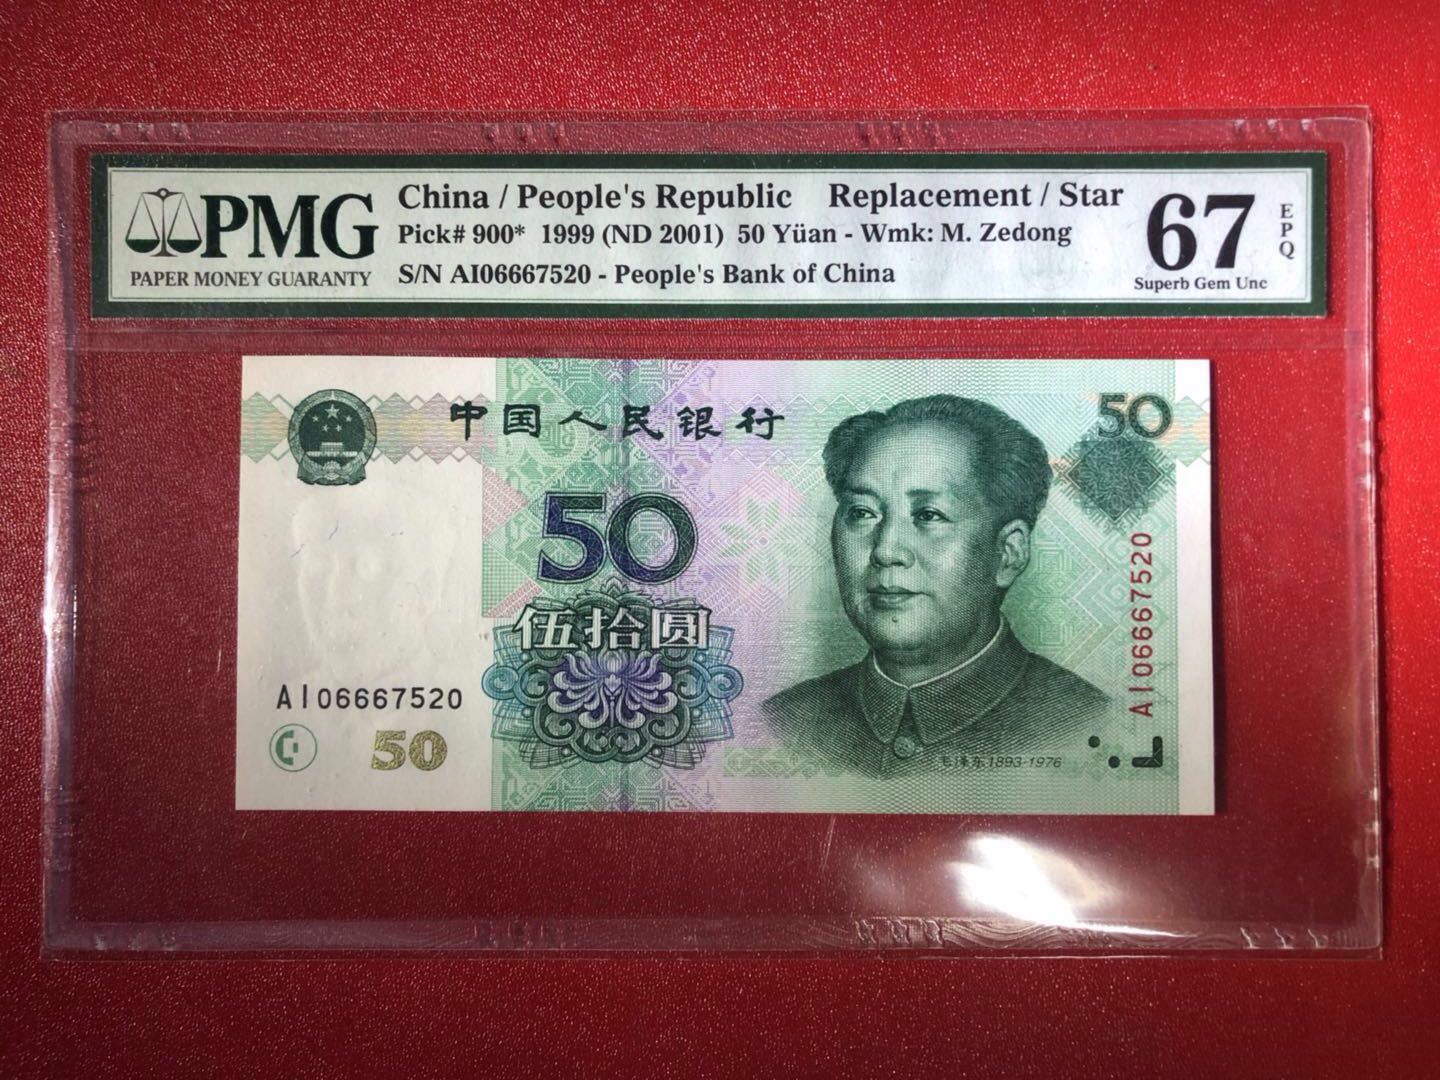 PMG
PAPER MONEY GUARANTY
China / People's Republic Replacement / Star
Pick# 900* 1999 (ND 2001) 50 Yüan - Wmk: M. Zedong
S/N AI06667520 - People's Bank of China
67
EPQ
Superb Gem Unc
中国人民银行
50
50
伍拾圆
AI06667520
AI06667520
50
毛泽东 1893-1976